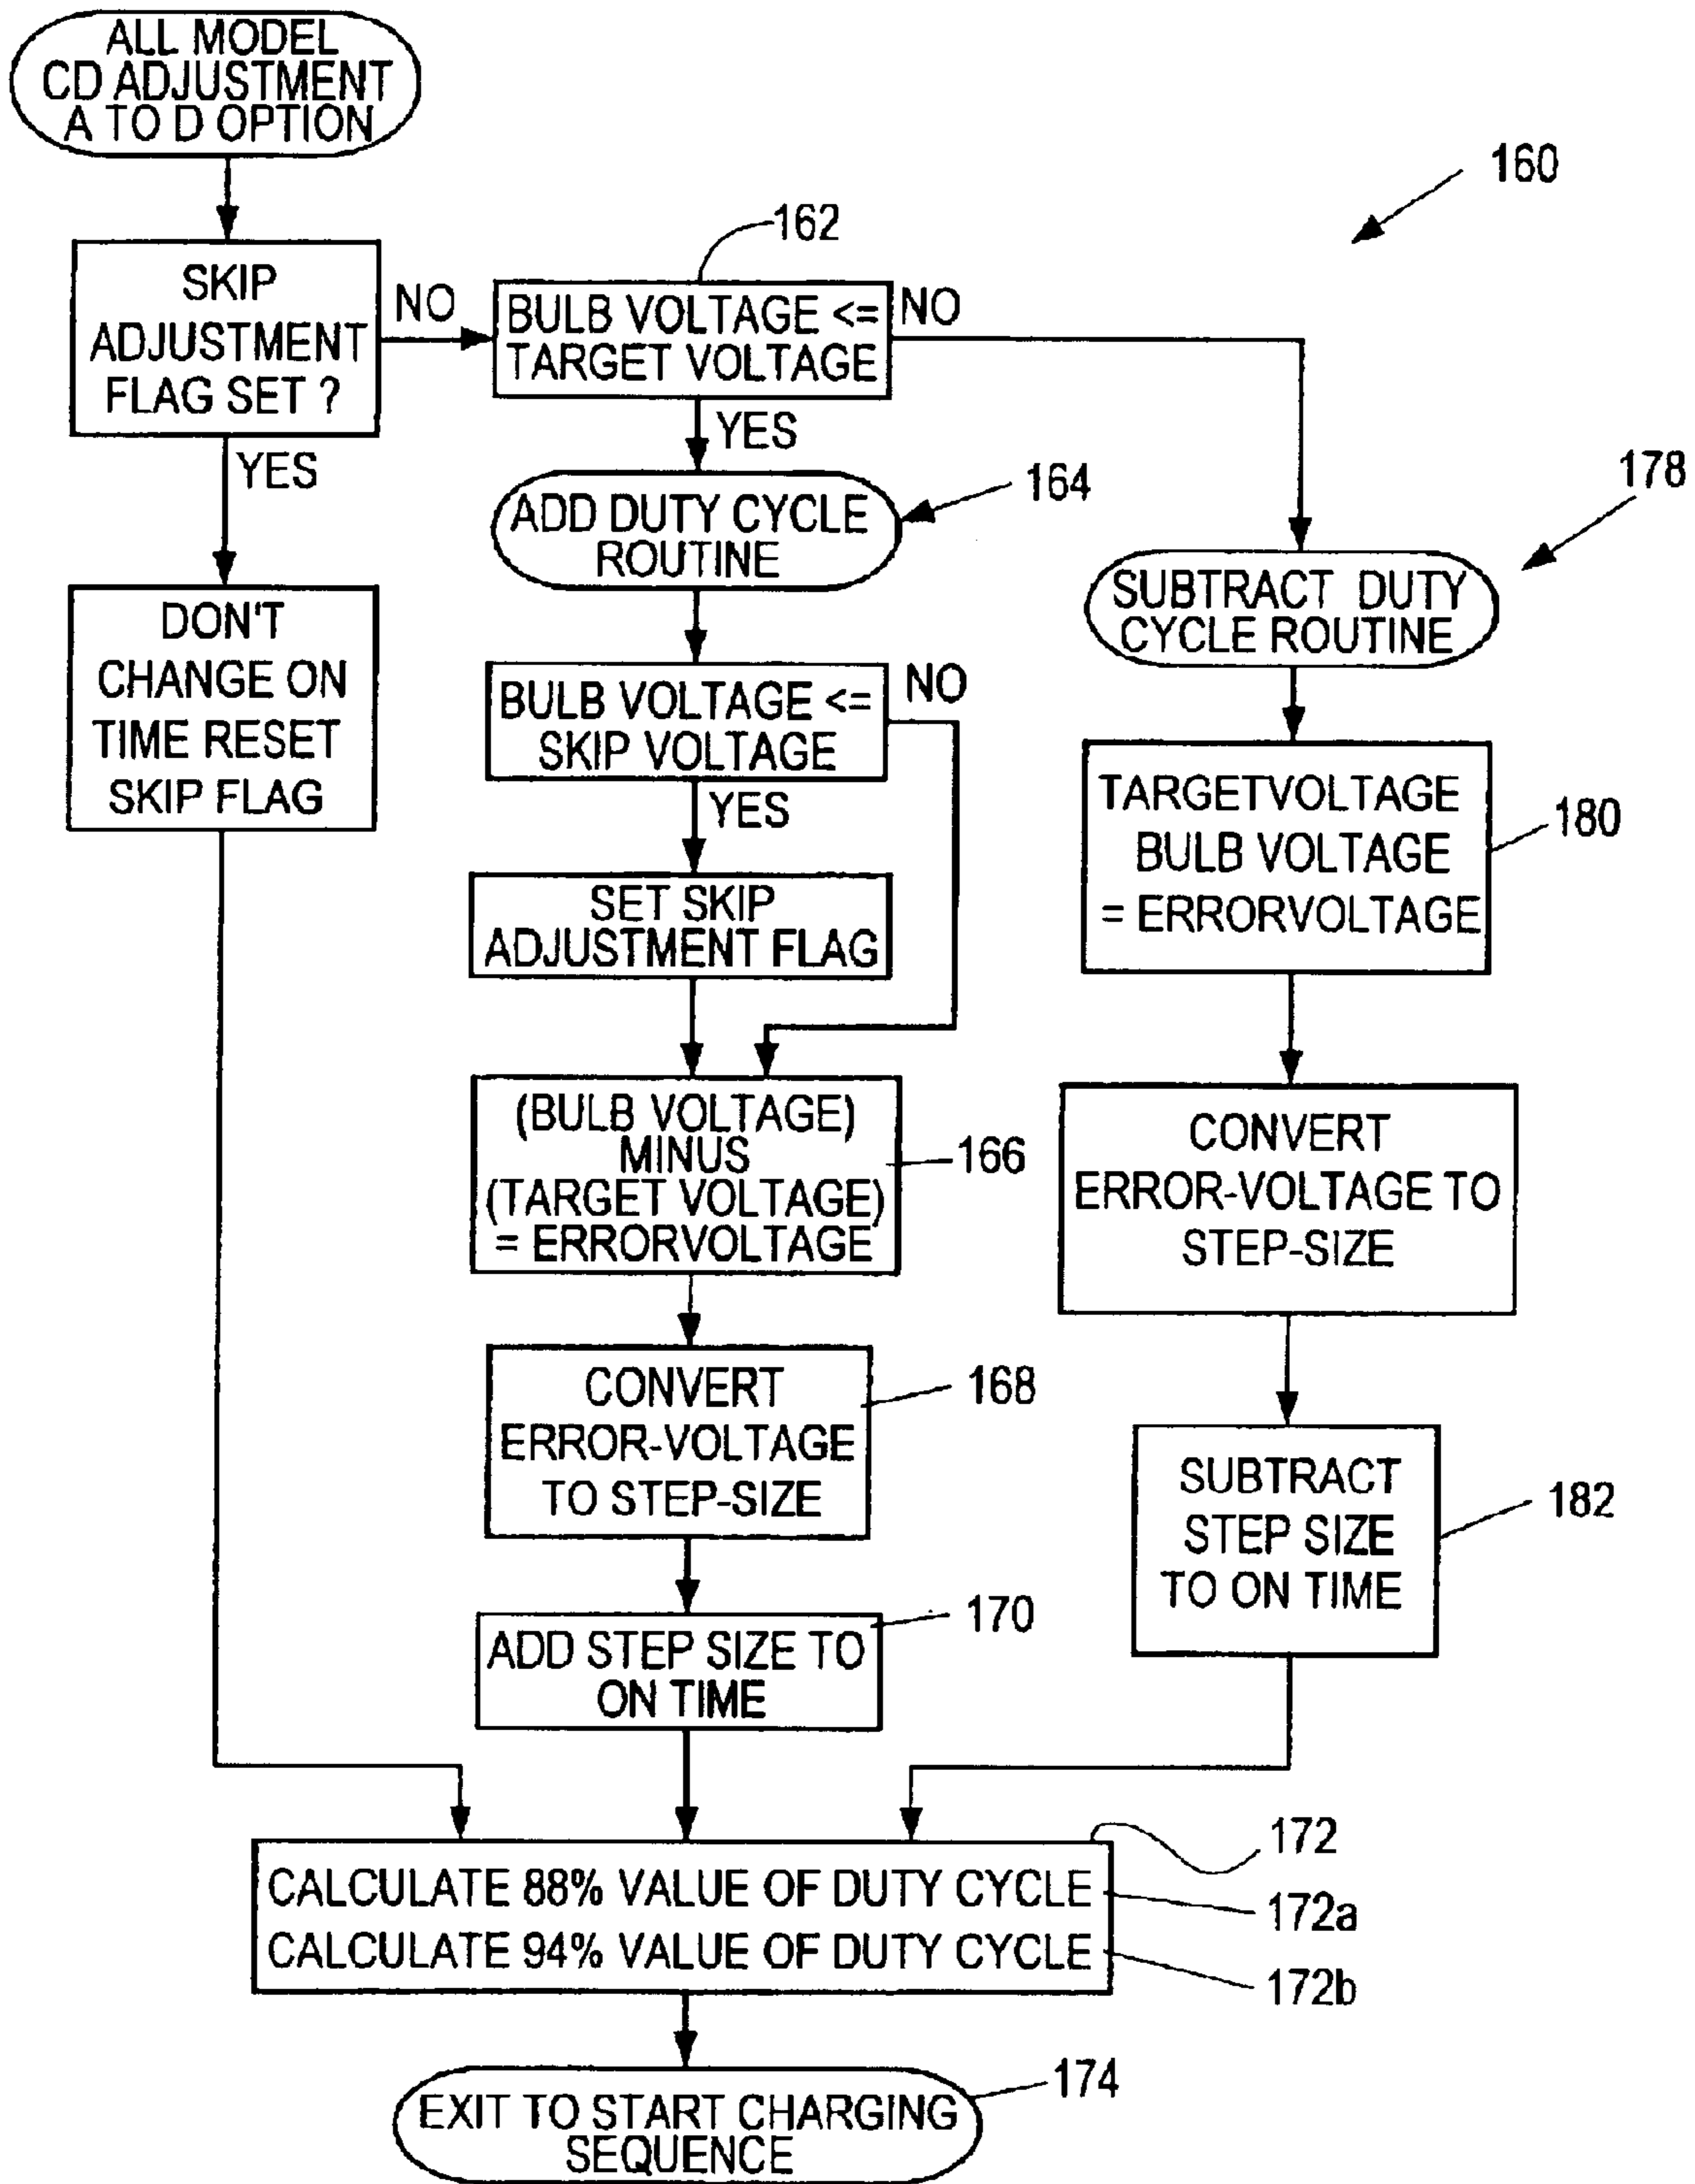 ALL MODEL
CD ADJUSTMENT
A TO D OPTION
160
SKIP
ADJUSTMENT
FLAG SET ?
NO
YES
162
BULB VOLTAGE <=
TARGET VOLTAGE
NO
YES
DON'T
CHANGE ON
TIME RESET
SKIP FLAG
164
ADD DUTY CYCLE
ROUTINE
178
SUBTRACT DUTY
CYCLE ROUTINE
BULB VOLTAGE <=
SKIP VOLTAGE
NO
YES
SET SKIP
ADJUSTMENT FLAG
TARGETVOLTAGE
BULB VOLTAGE
= ERRORVOLTAGE
180
(BULB VOLTAGE)
MINUS
(TARGET VOLTAGE)
= ERRORVOLTAGE
166
CONVERT
ERROR-VOLTAGE TO
STEP-SIZE
CONVERT
ERROR-VOLTAGE
TO STEP-SIZE
168
SUBTRACT
STEP SIZE
TO ON TIME
182
ADD STEP SIZE TO
ON TIME
170
172
CALCULATE 88% VALUE OF DUTY CYCLE
172a
CALCULATE 94% VALUE OF DUTY CYCLE
172b
EXIT TO START CHARGING
SEQUENCE
174